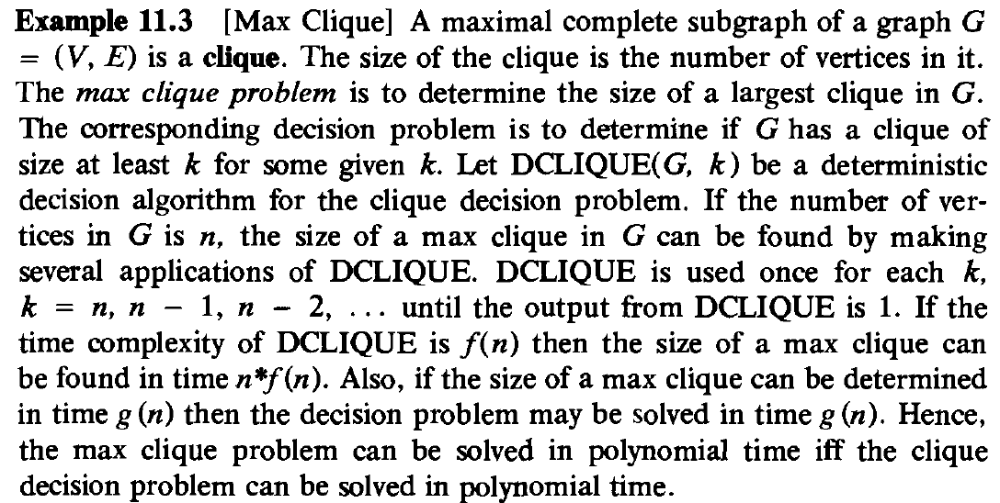 Example 11.3 [Max Clique] A maximal complete subgraph of a graph G
= (V, E) is a clique. The size of the clique is the number of vertices in it.
The max clique problem is to determine the size of a largest clique in G.
The corresponding decision problem is to determine if G has a clique of
size at least k for some given k. Let DCLIQUE(G, k) be a deterministic
decision algorithm for the clique decision problem. If the number of ver-
tices in G is n, the size of a max clique in G can be found by making
several applications of DCLIQUE. DCLIQUE is used once for each k,
k = n, n − 1, n − 2, ... until the output from DCLIQUE is 1. If the
time complexity of DCLIQUE is f(n) then the size of a max clique can
be found in time n*f(n). Also, if the size of a max clique can be determined
in time g (n) then the decision problem may be solved in time g (n). Hence,
the max clique problem can be solved in polynomial time iff the clique
decision problem can be solved in polynomial time.